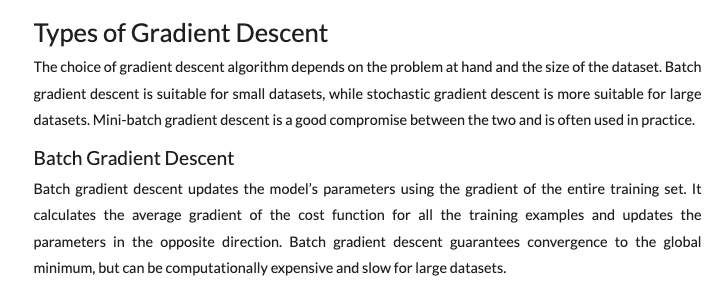 Types of Gradient Descent
The choice of gradient descent algorithm depends on the problem at hand and the size of the dataset. Batch
gradient descent is suitable for small datasets, while stochastic gradient descent is more suitable for large
datasets. Mini-batch gradient descent is a good compromise between the two and is often used in practice.
Batch Gradient Descent
Batch gradient descent updates the model’s parameters using the gradient of the entire training set. It
calculates the average gradient of the cost function for all the training examples and updates the
parameters in the opposite direction. Batch gradient descent guarantees convergence to the global
minimum, but can be computationally expensive and slow for large datasets.